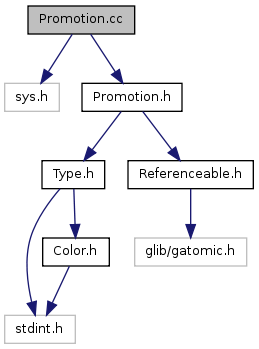 Promotion.cc
sys.h
Promotion.h
Type.h
Referenceable.h
Color.h
glib/gatomic.h
stdint.h